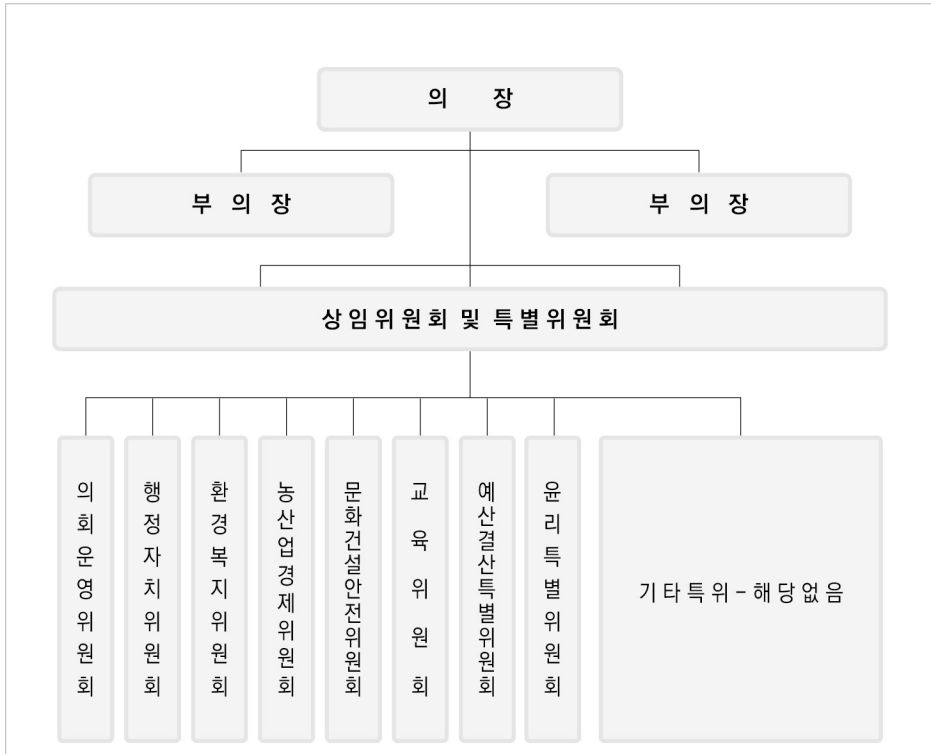 의 장
부 의 장
부 의 장
상임위원회 및 특별위원회
의회운영위원회
행정자치위원회
환경복지위원회
농산업경제위원회
문화건설안전위원회
교육위원회
예산결산특별위원회
윤리특별위원회
기타특위-해당없음